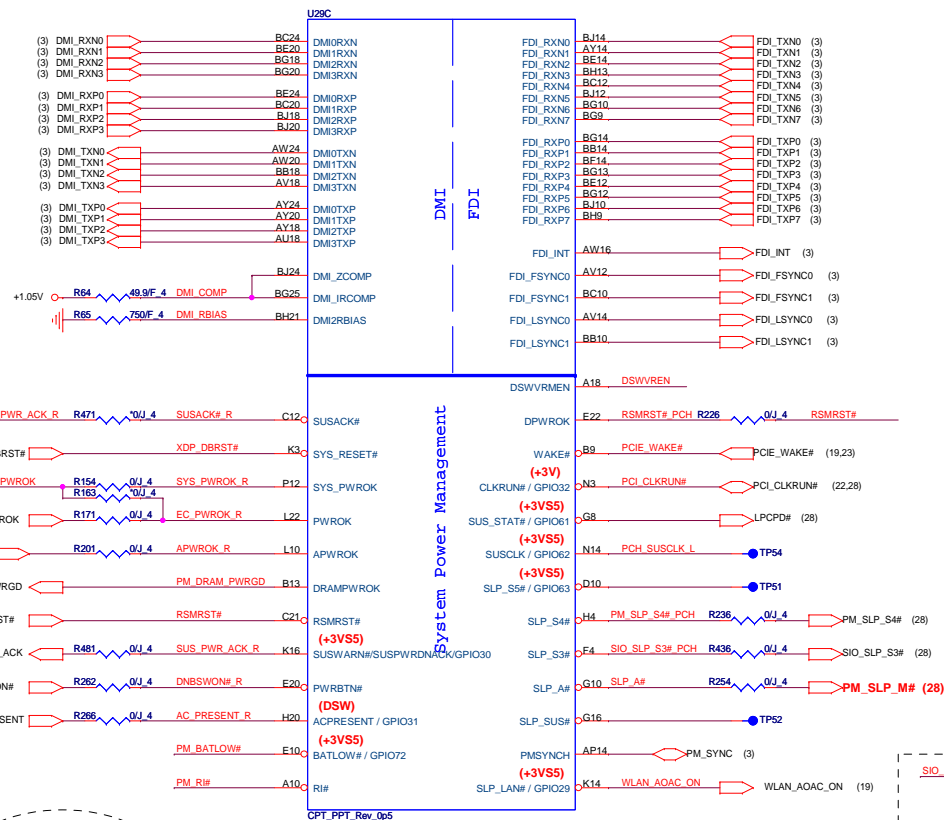 U29C
(3) DMI_RXN0 BC24 DMI0RXN FDI_RXN0 BJ14 FDI_TXN0 (3)
(3) DMI_RXN1 BE20 DMI1RXN FDI_RXN1 AY14 FDI_TXN1 (3)
(3) DMI_RXN2 BG18 DMI2RXN FDI_RXN2 BE14 FDI_TXN2 (3)
(3) DMI_RXN3 BG20 DMI3RXN FDI_RXN3 BH13 FDI_TXN3 (3)
FDI_RXN4 BC12 FDI_TXN4 (3)
(3) DMI_RXP0 BE24 DMI0RXP FDI_RXN5 BJ12 FDI_TXN5 (3)
(3) DMI_RXP1 BC20 DMI1RXP FDI_RXN6 BG10 FDI_TXN6 (3)
(3) DMI_RXP2 BJ18 DMI2RXP FDI_RXN7 BG9 FDI_TXN7 (3)
(3) DMI_RXP3 BJ20 DMI3RXP
FDI_RXP0 BG14 FDI_TXP0 (3)
(3) DMI_TXN0 AW24 DMI0TXN FDI_RXP1 BB14 FDI_TXP1 (3)
(3) DMI_TXN1 AW20 DMI1TXN FDI_RXP2 BF14 FDI_TXP2 (3)
(3) DMI_TXN2 BB18 DMI2TXN FDI_RXP3 BG13 FDI_TXP3 (3)
(3) DMI_TXN3 AV18 DMI3TXN FDI_RXP4 BE12 FDI_TXP4 (3)
FDI_RXP5 BG12 FDI_TXP5 (3)
(3) DMI_TXP0 AY24 DMI0TXP FDI_RXP6 BJ10 FDI_TXP6 (3)
(3) DMI_TXP1 AY20 DMI1TXP FDI_RXP7 BH9 FDI_TXP7 (3)
(3) DMI_TXP2 AY18 DMI2TXP
(3) DMI_TXP3 AU18 DMI3TXP
DMI
FDI
FDI_INT AW16 FDI_INT (3)
BJ24 DMI_ZCOMP FDI_FSYNC0 AV12 FDI_FSYNC0 (3)
+1.05V R64 49.9/F_4 DMI_COMP BG25 DMI_IRCOMP FDI_FSYNC1 BC10 FDI_FSYNC1 (3)
R65 750/F_4 DMI_RBIAS BH21 DMI2RBIAS FDI_LSYNC0 AV14 FDI_LSYNC0 (3)
FDI_LSYNC1 BB10 FDI_LSYNC1 (3)
System Power Management
DSWVRMEN A18 DSWVREN
PWR_ACK_R R471 *0/J_4 SUSACK#_R C12 SUSACK# DPWROK E22 RSMRST#_PCH R226 0/J_4 RSMRST#
BRST# XDP_DBRST# K3 SYS_RESET# WAKE# B9 PCIE_WAKE# PCIE_WAKE# (19,23)
(+3V)
PWROK R154 0/J_4 SYS_PWROK_R P12 SYS_PWROK CLKRUN# / GPIO32 N3 PCI_CLKRUN# PCI_CLKRUN# (22,28)
R163 *0/J_4
(+3VS5)
ROK R171 0/J_4 EC_PWROK_R L22 PWROK SUS_STAT# / GPIO61 G8 LPCPD# (28)
(+3VS5)
R201 0/J_4 APWROK_R L10 APWROK SUSCLK / GPIO62 N14 PCH_SUSCLK_L TP54
(+3VS5)
WRGD PM_DRAM_PWRGD B13 DRAMPWROK SLP_S5# / GPIO63 D10 TP51
ST# RSMRST# C21 RSMRST# SLP_S4# H4 PM_SLP_S4#_PCH R236 0/J_4 PM_SLP_S4# (28)
(+3VS5)
_ACK R481 0/J_4 SUS_PWR_ACK_R K16 SUSWARN#/SUSPWRDNACK/GPIO30 SLP_S3# F4 SIO_SLP_S3#_PCH R436 0/J_4 SIO_SLP_S3# (28)
ON# R262 0/J_4 DNBSWON#_R E20 PWRBTN# SLP_A# G10 SLP_A# R254 0/J_4 PM_SLP_M# (28)
(DSW)
SENT R266 0/J_4 AC_PRESENT_R H20 ACPRESENT / GPIO31 SLP_SUS# G16 TP52
(+3VS5)
PM_BATLOW# E10 BATLOW# / GPIO72 PMSYNCH AP14 PM_SYNC (3)
(+3VS5)
PM_RI# A10 RI# SLP_LAN# / GPIO29 K14 WLAN_AOAC_ON WLAN_AOAC_ON (19)
SIO_
CPT_PPT_Rev_0p5